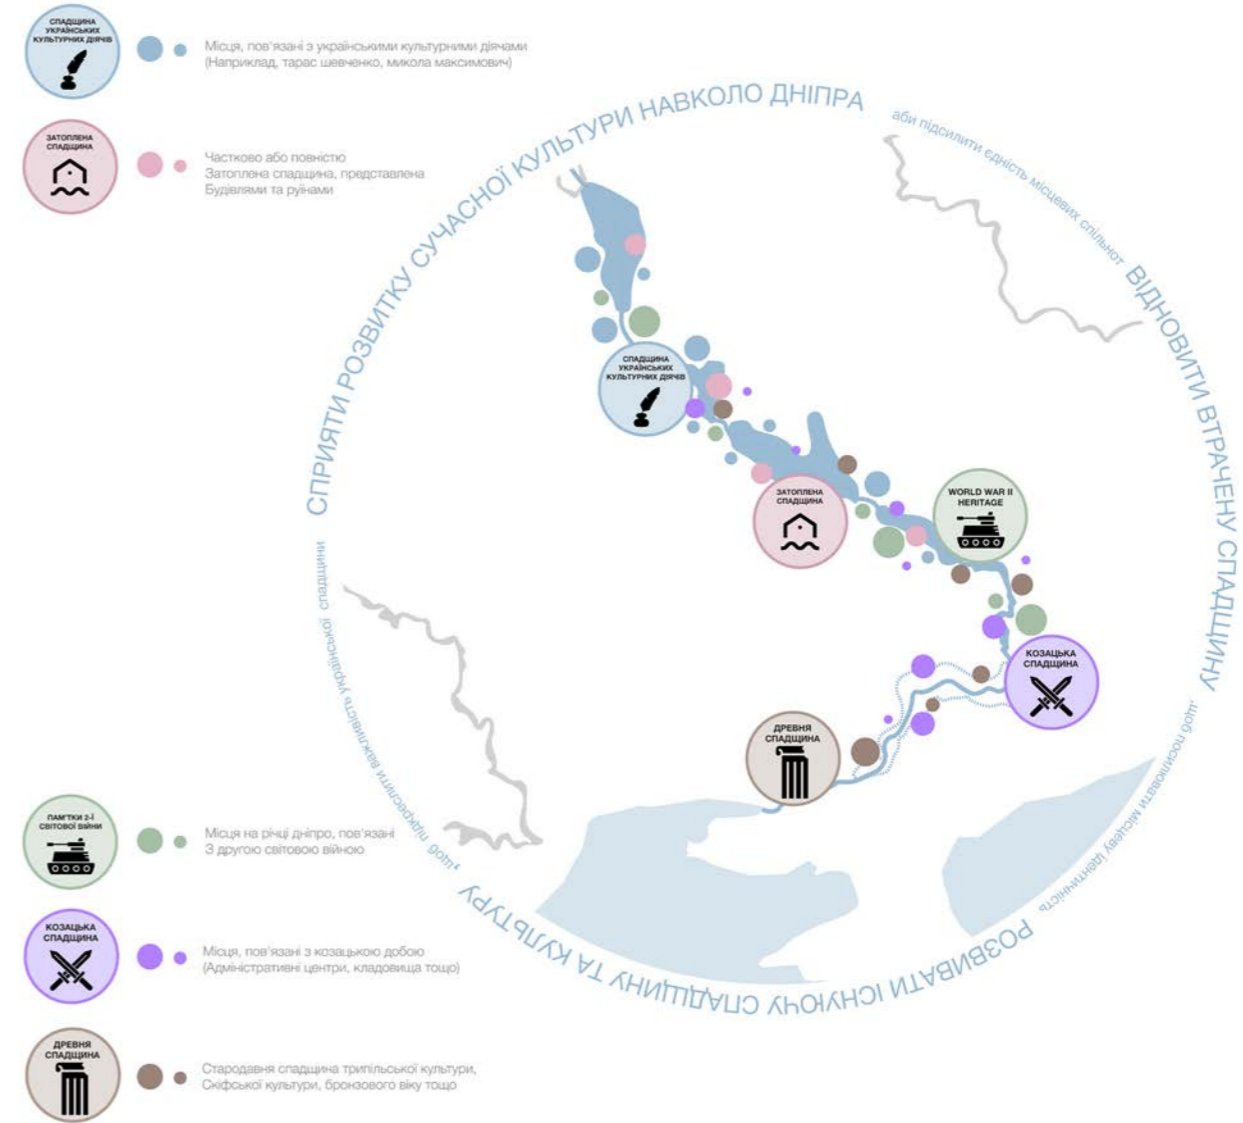 СПАДЩИНА
УКРАЇНСЬКИХ
КУЛЬТУРНИХ ДІЯЧІВ
Місця, пов'язані з українськими культурними діячами
(Наприклад, тарас шевченко, микола максимович)
ЗАТОПЛЕНА
СПАДЩИНА
Частково або повністю
Затоплена спадщина, представлена
Будівлями та руїнами
СПРИЯТИ РОЗВИТКУ СУЧАСНОЇ КУЛЬТУРИ НАВКОЛО ДНІПРА
аби підсилити єдність місцевих спільнот
ВІДНОВИТИ ВТРАЧЕНУ СПАДЩИНУ
щоб посилювати місцеву ідентичність
РОЗВИВАТИ ІСНУЮЧУ СПАДЩИНУ ТА КУЛЬТУРУ,
щоб підкреслити важливість української спадщини
СПАДЩИНА
УКРАЇНСЬКИХ
КУЛЬТУРНИХ ДІЯЧІВ
ЗАТОПЛЕНА
СПАДЩИНА
WORLD WAR II
HERITAGE
КОЗАЦЬКА
СПАДЩИНА
ДРЕВНЯ
СПАДЩИНА
ПАМ'ТКИ 2-Ї
СВІТОВОЇ ВІЙНИ
Місця на річці дніпро, пов'язані
З другою світовою війною
КОЗАЦЬКА
СПАДЩИНА
Місця, пов'язані з козацькою добою
(Адміністративні центри, кладовища тощо)
ДРЕВНЯ
СПАДЩИНА
Стародавня спадщина трипільської культури,
Скіфської культури, бронзового віку тощо